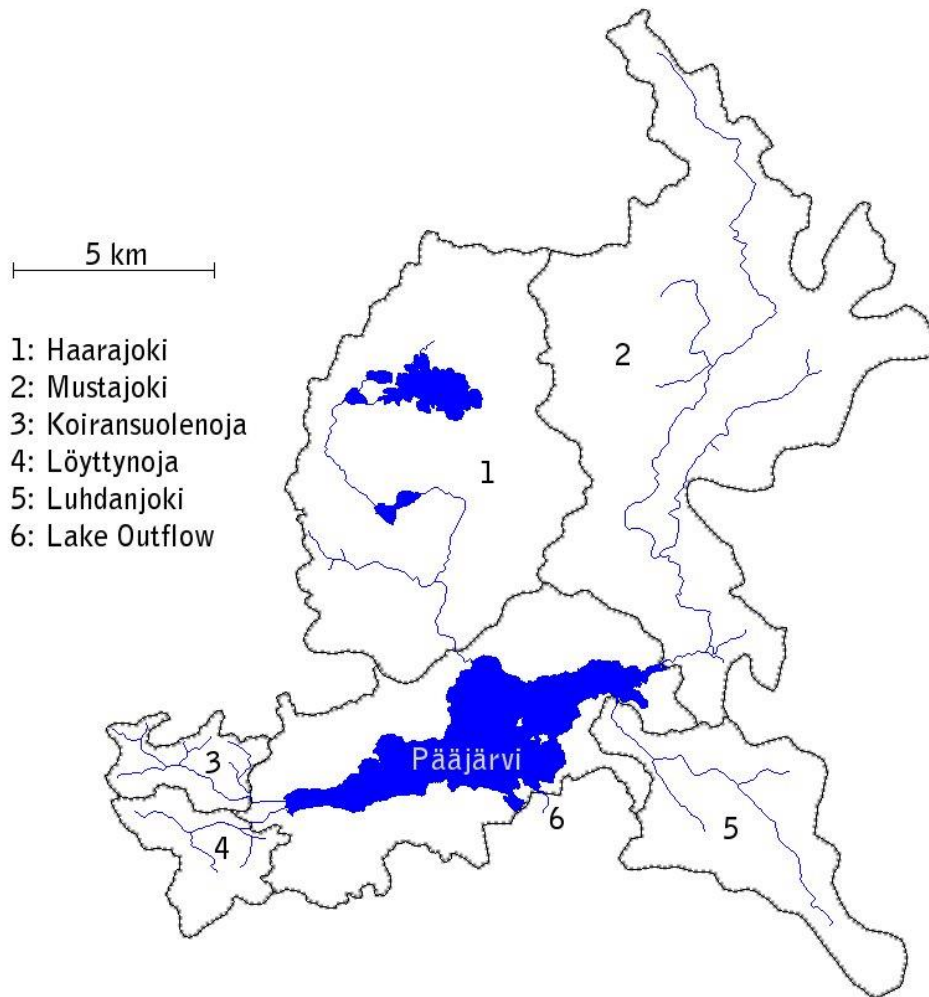 5 km
1: Haarajoki
2: Mustajoki
3: Koiransuolenoja
4: Löyttynoja
5: Luhdanjoki
6: Lake Outflow
2
1
Pääjärvi
3
4
6
5